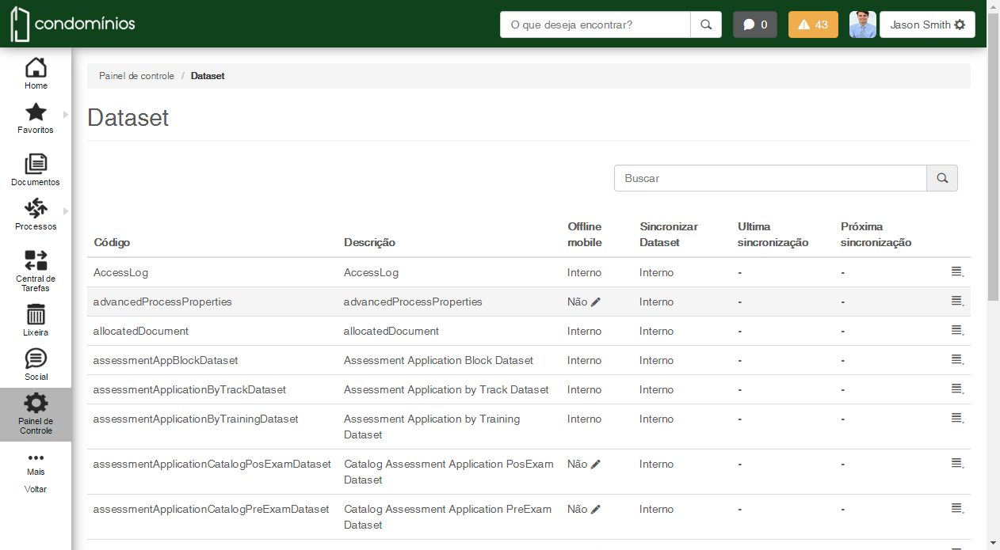 condomínios
O que deseja encontrar?
0
43
Jason Smith
Home
Favoritos
Documentos
Processos
Central de
Tarefas
Lixeira
Social
Painel de
Controle
Mais
Voltar
Painel de controle / Dataset
Dataset
Buscar
Código Descrição Offline mobile Sincronizar Dataset Ultima sincronização Próxima sincronização
AccessLog AccessLog Interno Interno - -
advancedProcessProperties advancedProcessProperties Não Interno - -
allocatedDocument allocatedDocument Interno Interno - -
assessmentAppBlockDataset Assessment Application Block Dataset Interno Interno - -
assessmentApplicationByTrackDataset Assessment Application by Track Dataset Interno Interno - -
assessmentApplicationByTrainingDataset Assessment Application by Training Interno Interno - -
Dataset
assessmentApplicationCatalogPosExamDataset Catalog Assessment Application PosExam Não Interno - -
Dataset
assessmentApplicationCatalogPreExamDataset Catalog Assessment Application PreExam Não Interno - -
Dataset